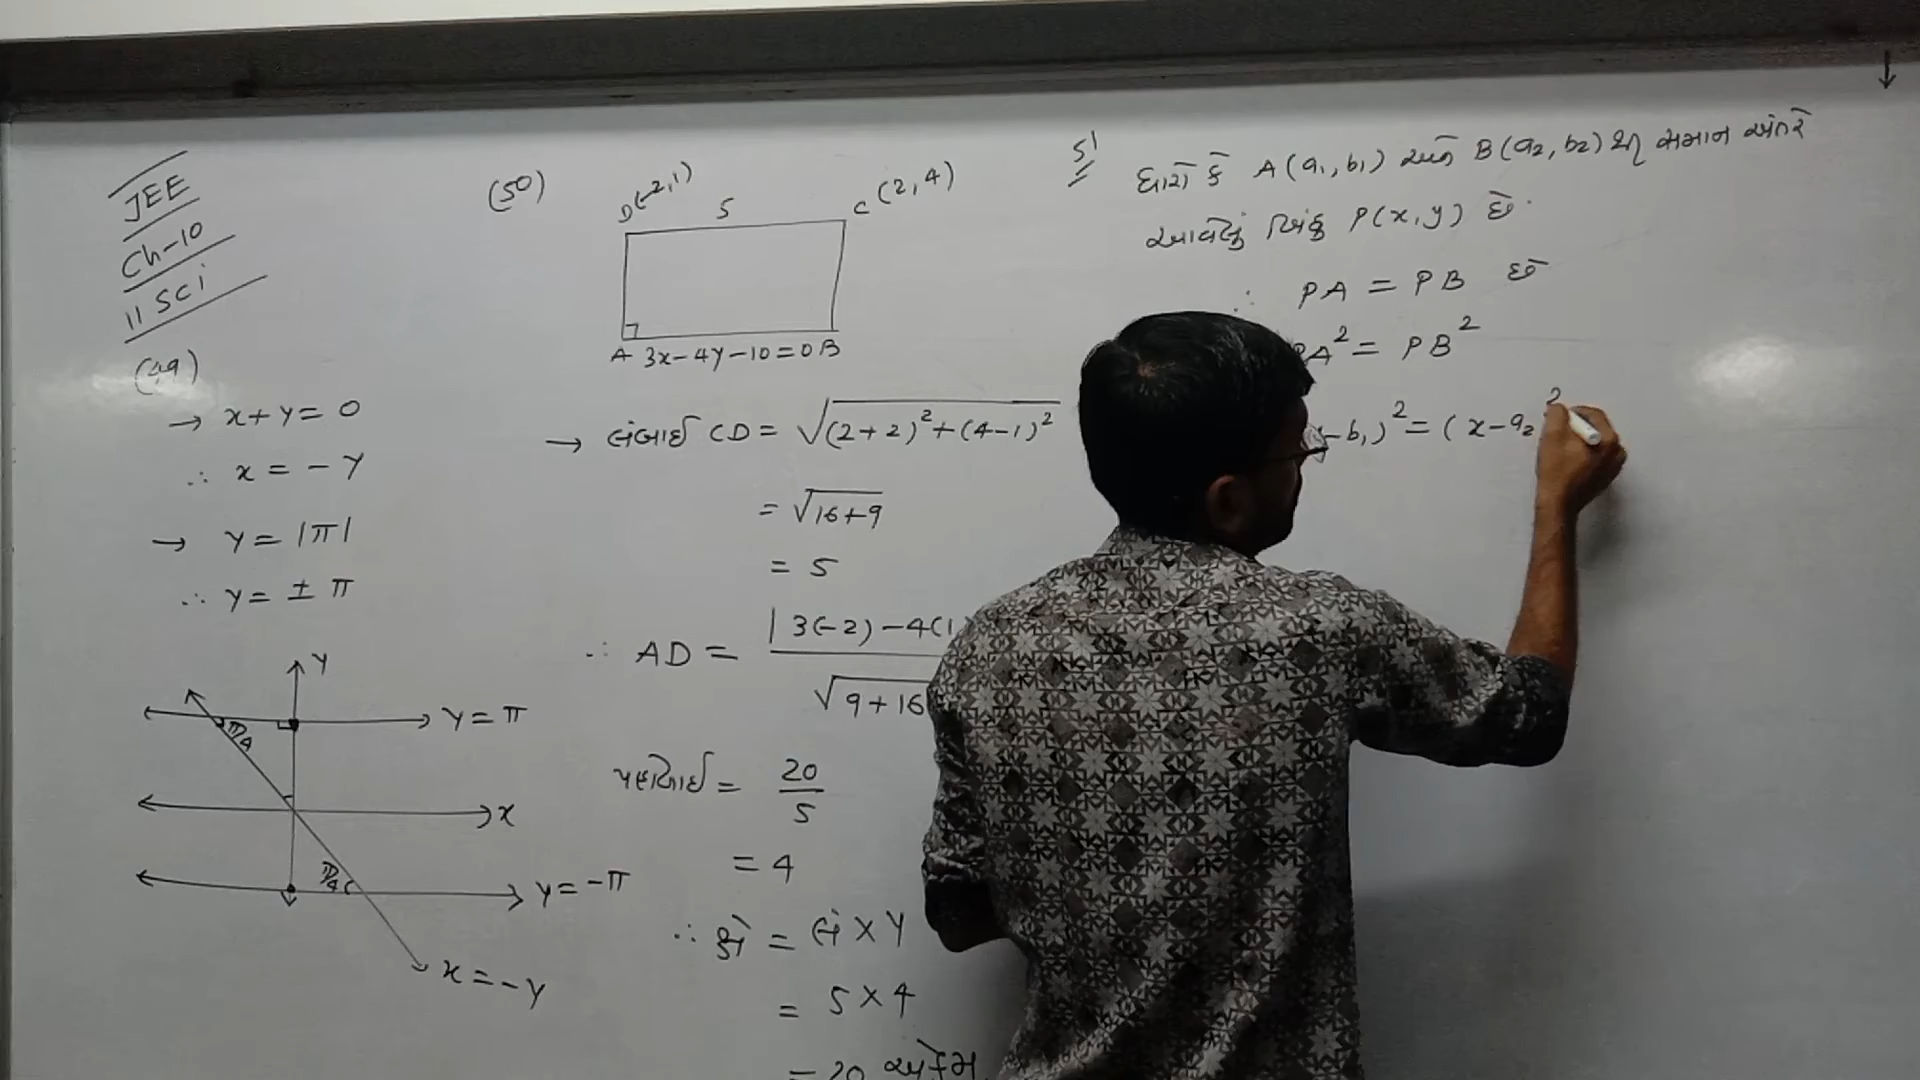 JEE
Ch-10
11 SCI
(49)
→ x+y=0
∴ x = -y
→ y = |π|
∴ y = ± π
y
y = π
π/4
x
π/4
y = -π
x = -y
(50)
D(-2,1) 5 C(2,4)
A 3x-4y-10=0 B
→ લંબાઈ CD = √(2+2)²+(4-1)²
= √16+9
= 5
∴ AD = |3(-2)-4(1
√9+16
પહોળાઈ = 20/5
= 4
∴ ક્ષે = લં × પ
= 5 × 4
= 20 ચોએકમ
51
ધારો કે A(a₁,b₁) અને B(a₂,b₂) થી સમાન અંતરે
આવેલું બિંદુ P(x,y) છે.
∴ PA = PB છે
PA² = PB²
-b₁)² = (x-a₂ ²